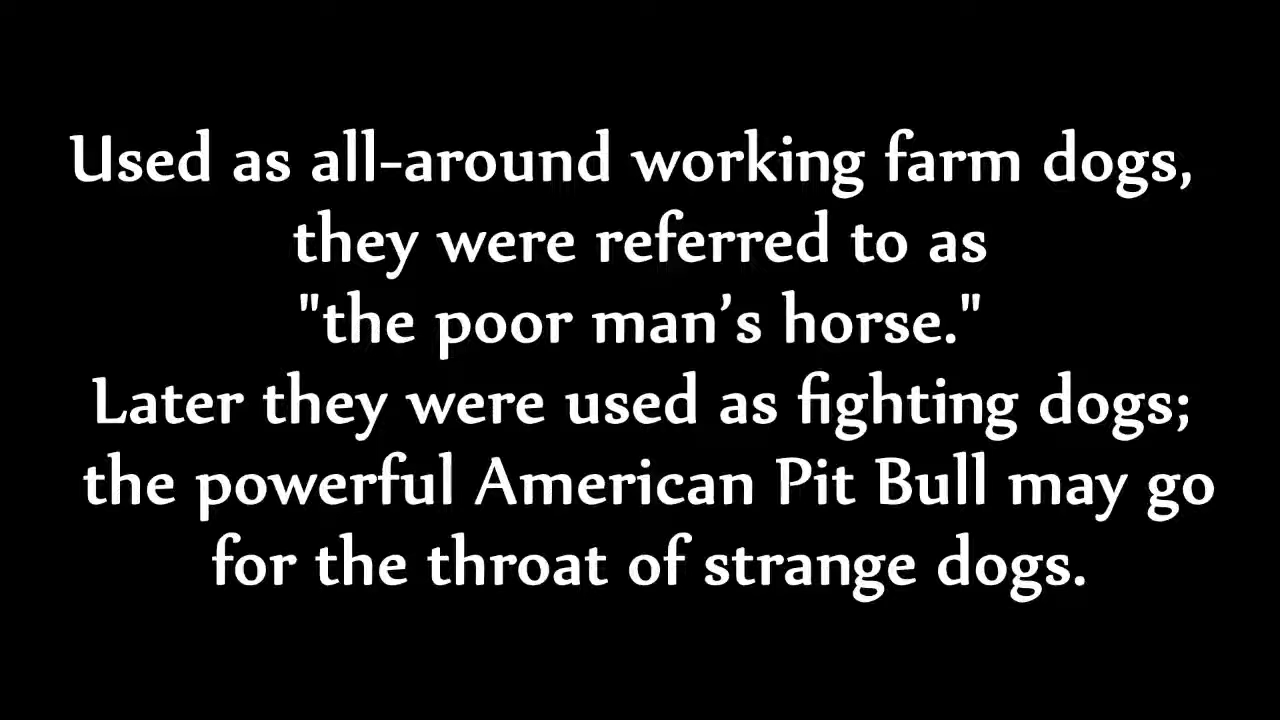 Used as all-around working farm dogs,
they were referred to as
"the poor man’s horse."
Later they were used as fighting dogs;
the powerful American Pit Bull may go
for the throat of strange dogs.